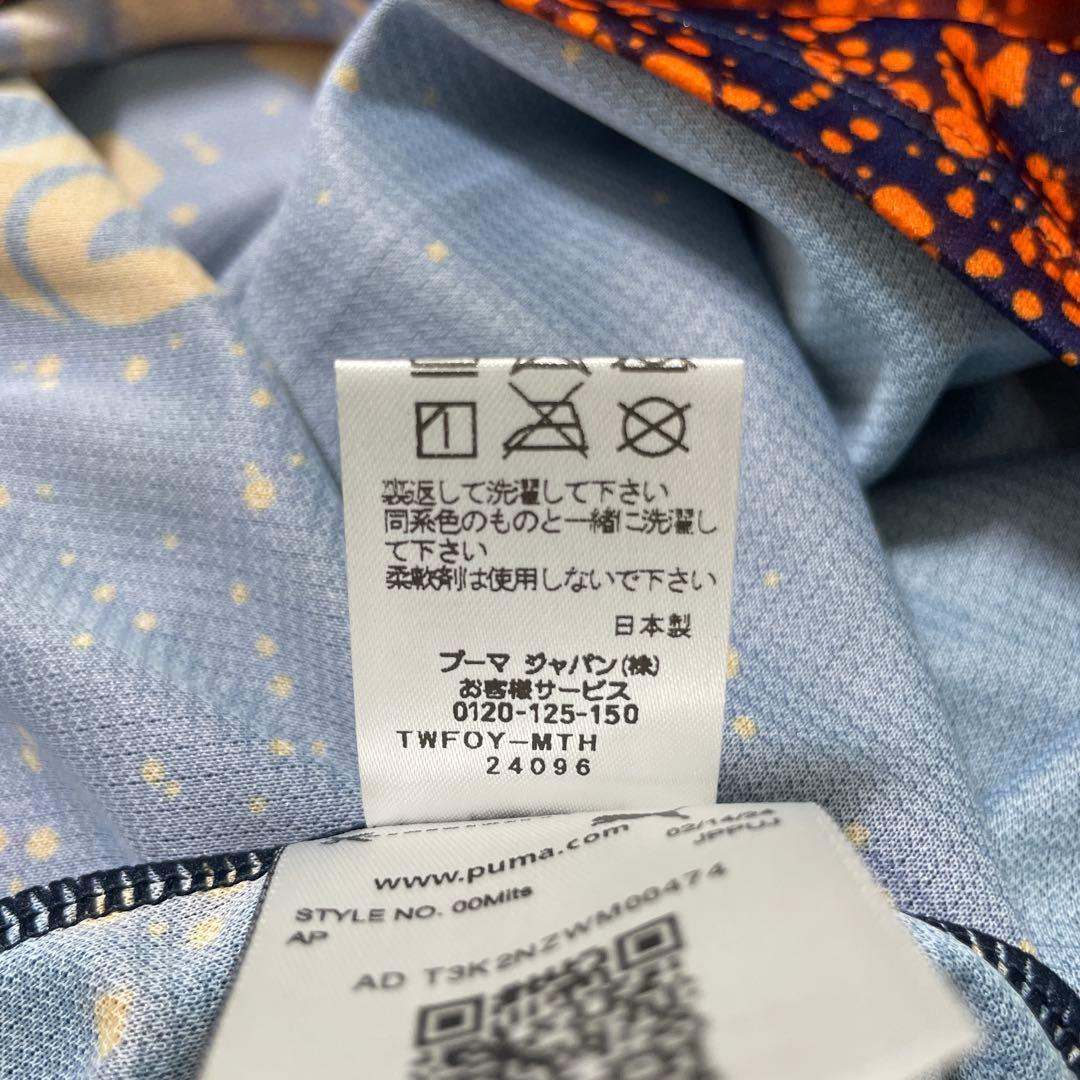 裏返して洗濯して下さい
同系色のものと一緒に洗濯し
て下さい
柔軟剤は使用しないで下さい
日本製
プーマ ジャパン(株)
お客様サービス
0120-125-150
TWFOY-MTH
24096
www.puma.com
02/14/24
JPPUJ
STYLE NO. 00Mits
AP
AD T3K2NZWM00474